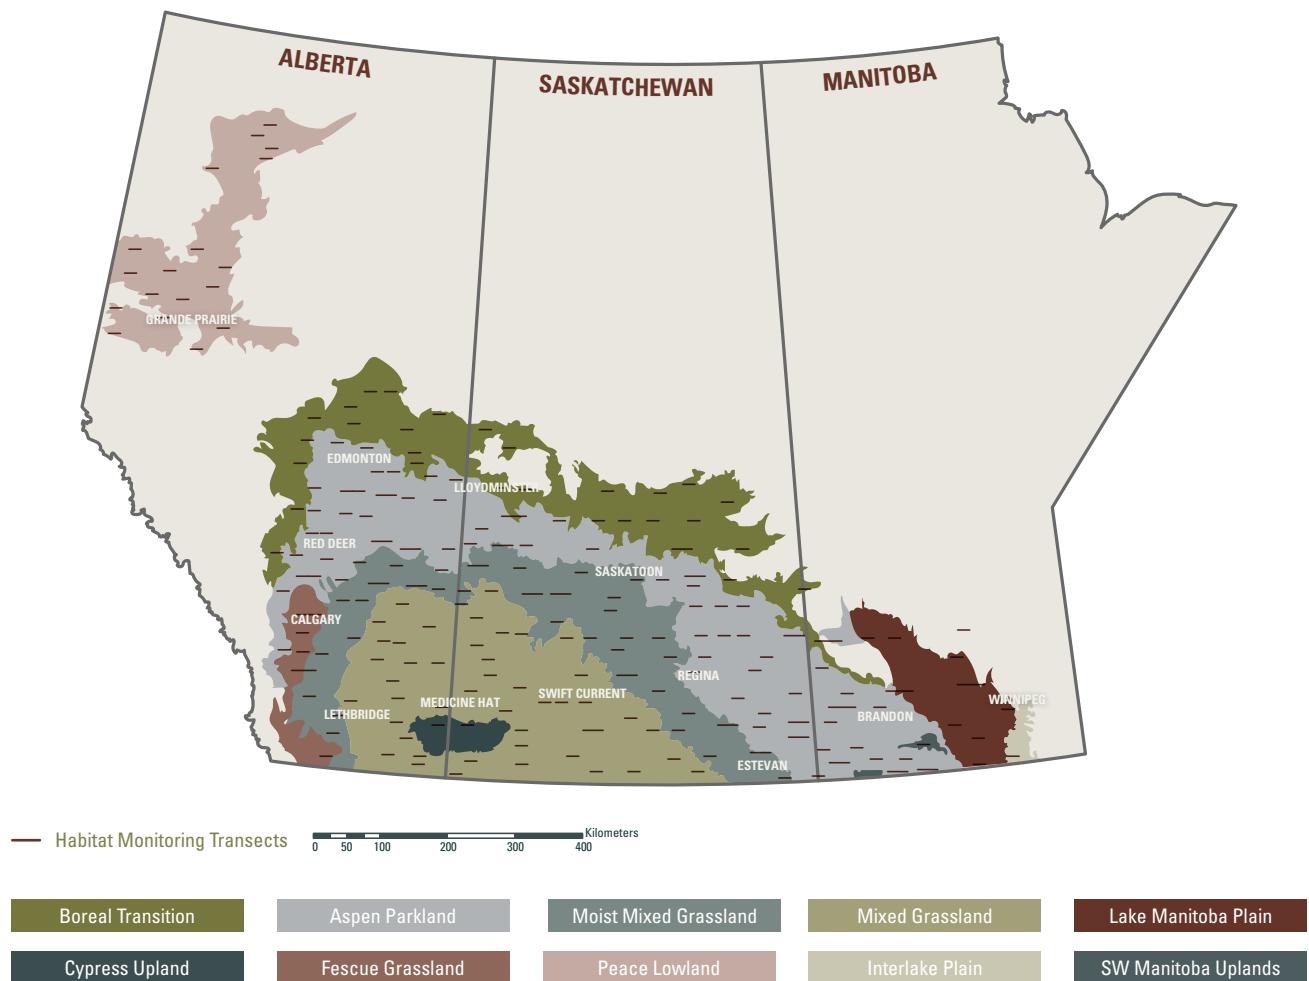 ALBERTA
SASKATCHEWAN
MANITOBA
GRANDE PRAIRIE
EDMONTON
LLOYDMINSTER
RED DEER
SASKATOON
CALGARY
REGINA
SWIFT CURRENT
MEDICINE HAT
WINNIPEG
LETHBRIDGE
BRANDON
ESTEVAN
Habitat Monitoring Transects
Kilometers
0 50 100 200 300 400
Boreal Transition
Aspen Parkland
Moist Mixed Grassland
Mixed Grassland
Lake Manitoba Plain
Cypress Upland
Fescue Grassland
Peace Lowland
Interlake Plain
SW Manitoba Uplands